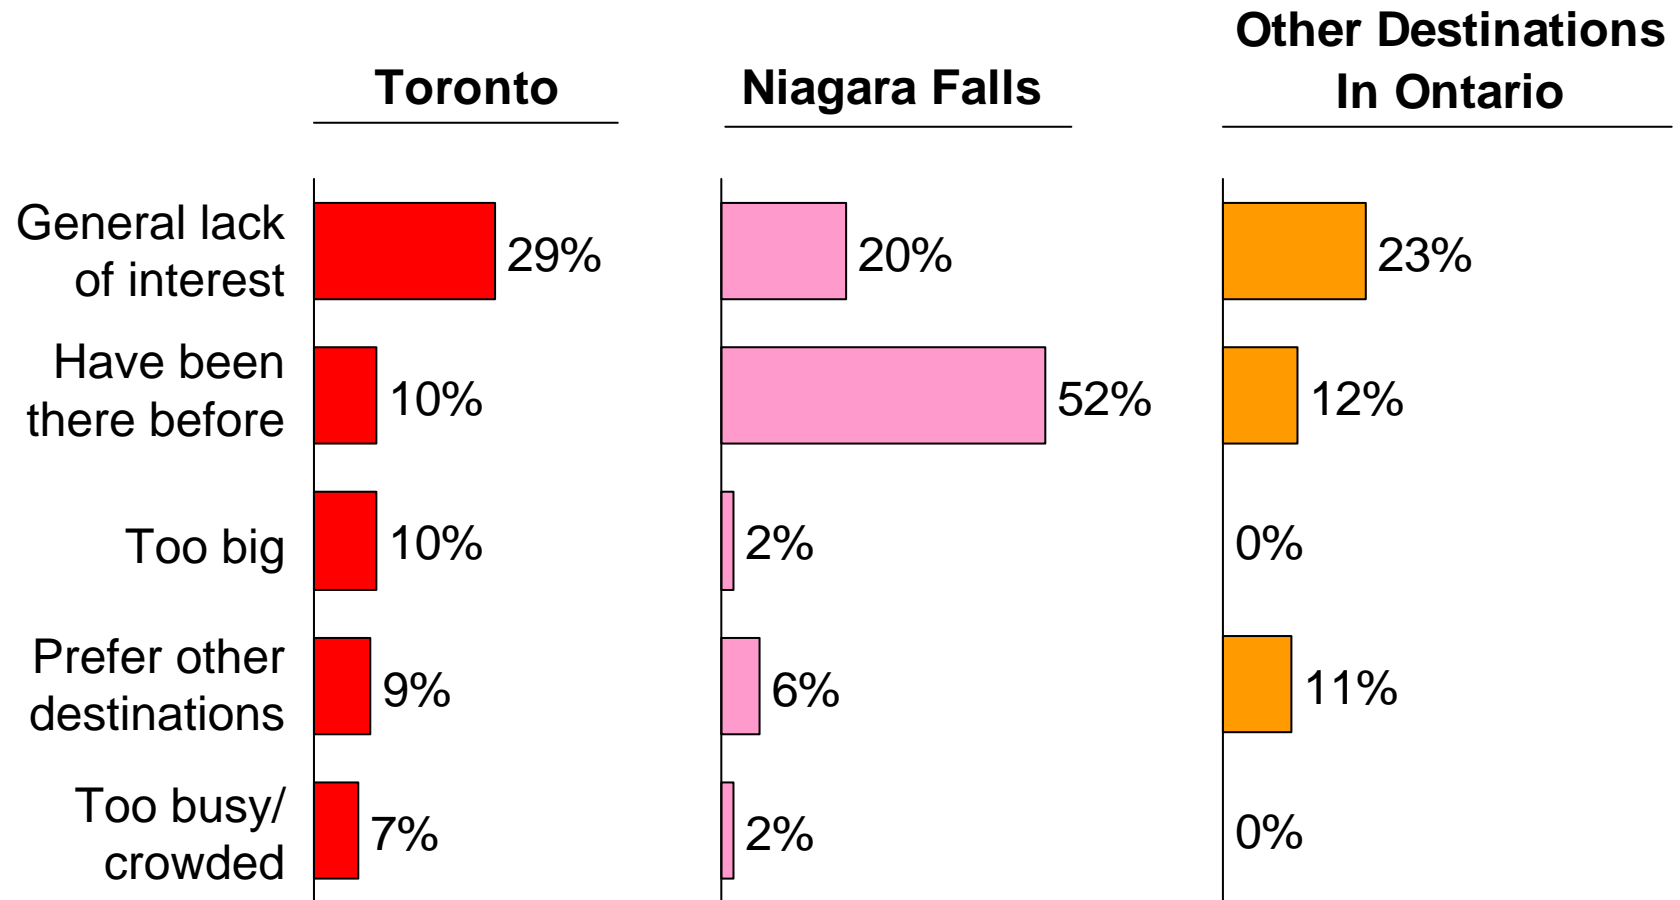 Toronto
Niagara Falls
Other Destinations
In Ontario
General lack
of interest
29%
20%
23%
Have been
there before
10%
52%
12%
Too big
10%
2%
0%
Prefer other
destinations
9%
6%
11%
Too busy/
crowded
7%
2%
0%